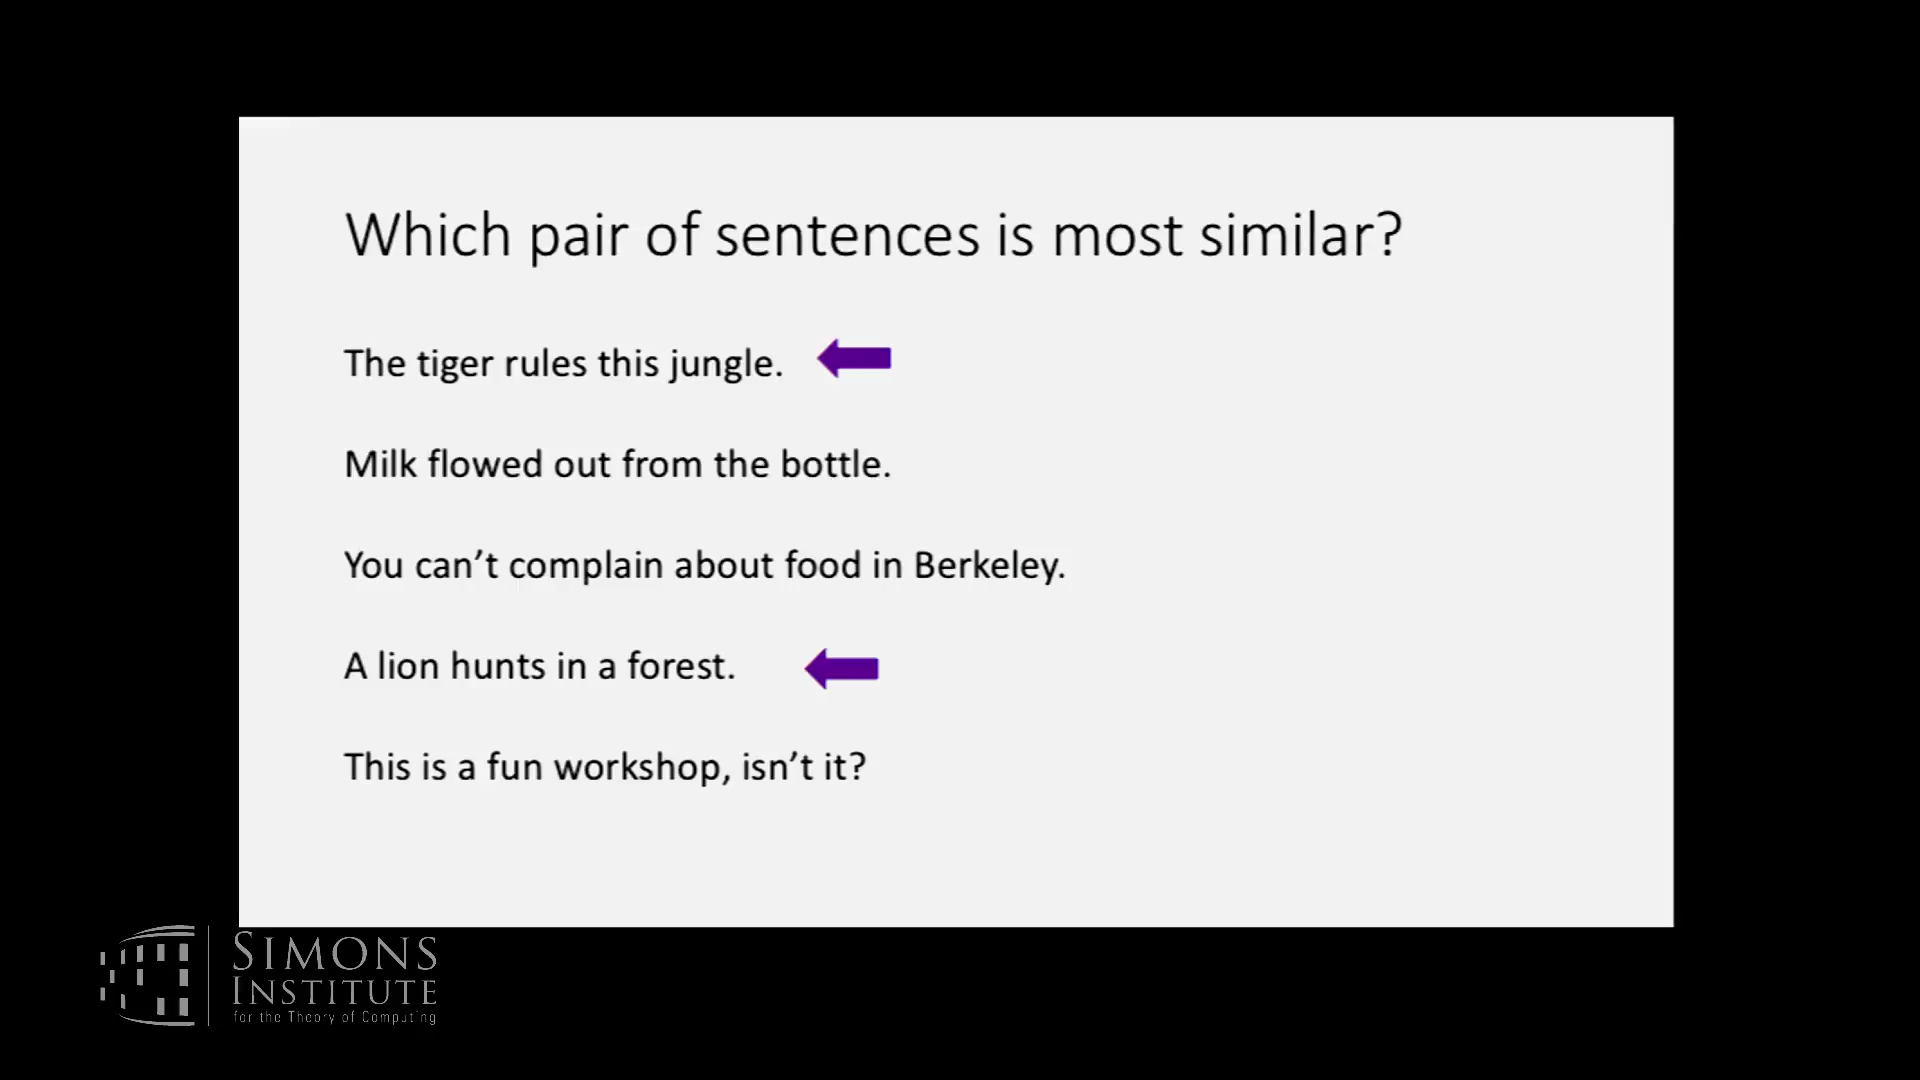 Which pair of sentences is most similar?
The tiger rules this jungle.
Milk flowed out from the bottle.
You can’t complain about food in Berkeley.
A lion hunts in a forest.
This is a fun workshop, isn’t it?
SIMONS
INSTITUTE
for the Theory of Computing